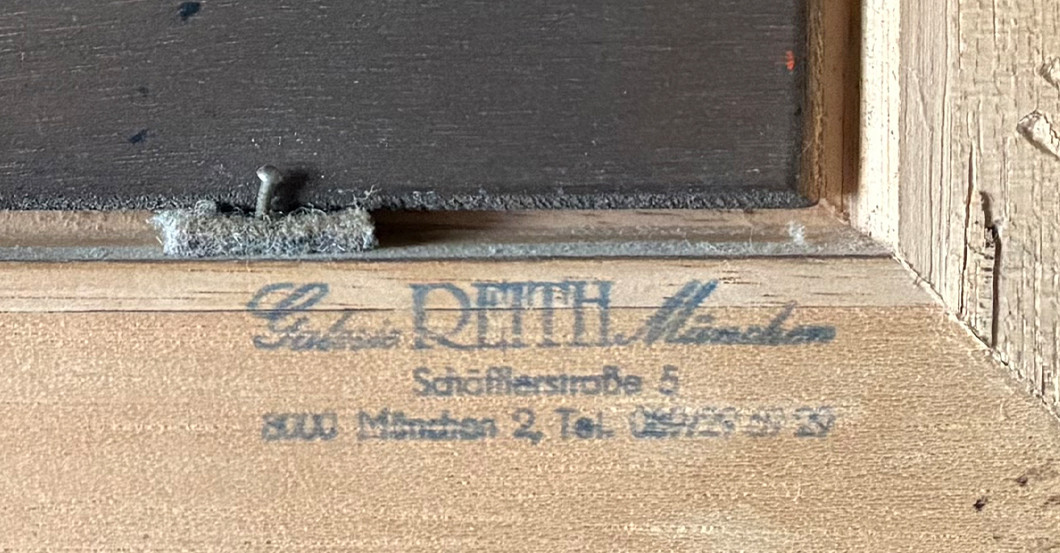 Galerie REITH München
Schäfflerstraße 5
8000 München 2, Tel.